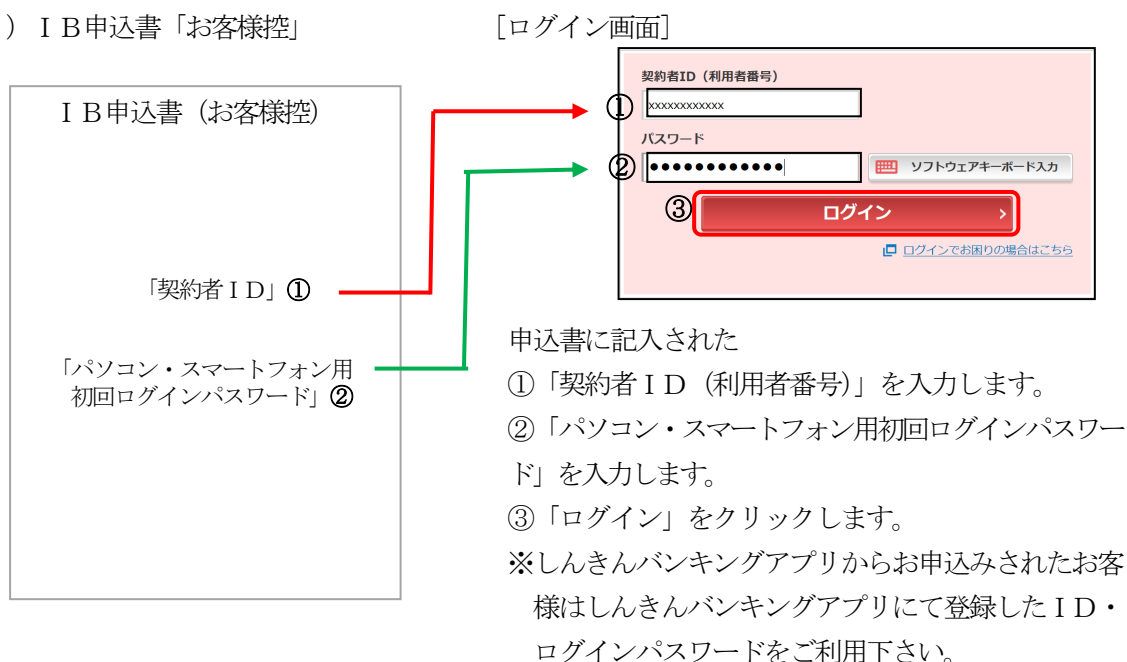 ）ＩＢ申込書「お客様控」
［ログイン画面］
ＩＢ申込書（お客様控）
「契約者ＩＤ」①
「パソコン・スマートフォン用
初回ログインパスワード」②
契約者ID（利用者番号）
①
xxxxxxxxxxxx
パスワード
②
●●●●●●●●●●●●
ソフトウェアキーボード入力
③
ログイン
ログインでお困りの場合はこちら
申込書に記入された
①「契約者ＩＤ（利用者番号）」を入力します。
②「パソコン・スマートフォン用初回ログインパスワー
ド」を入力します。
③「ログイン」をクリックします。
※しんきんバンキングアプリからお申込みされたお客
様はしんきんバンキングアプリにて登録したＩＤ・
ログインパスワードをご利用下さい。